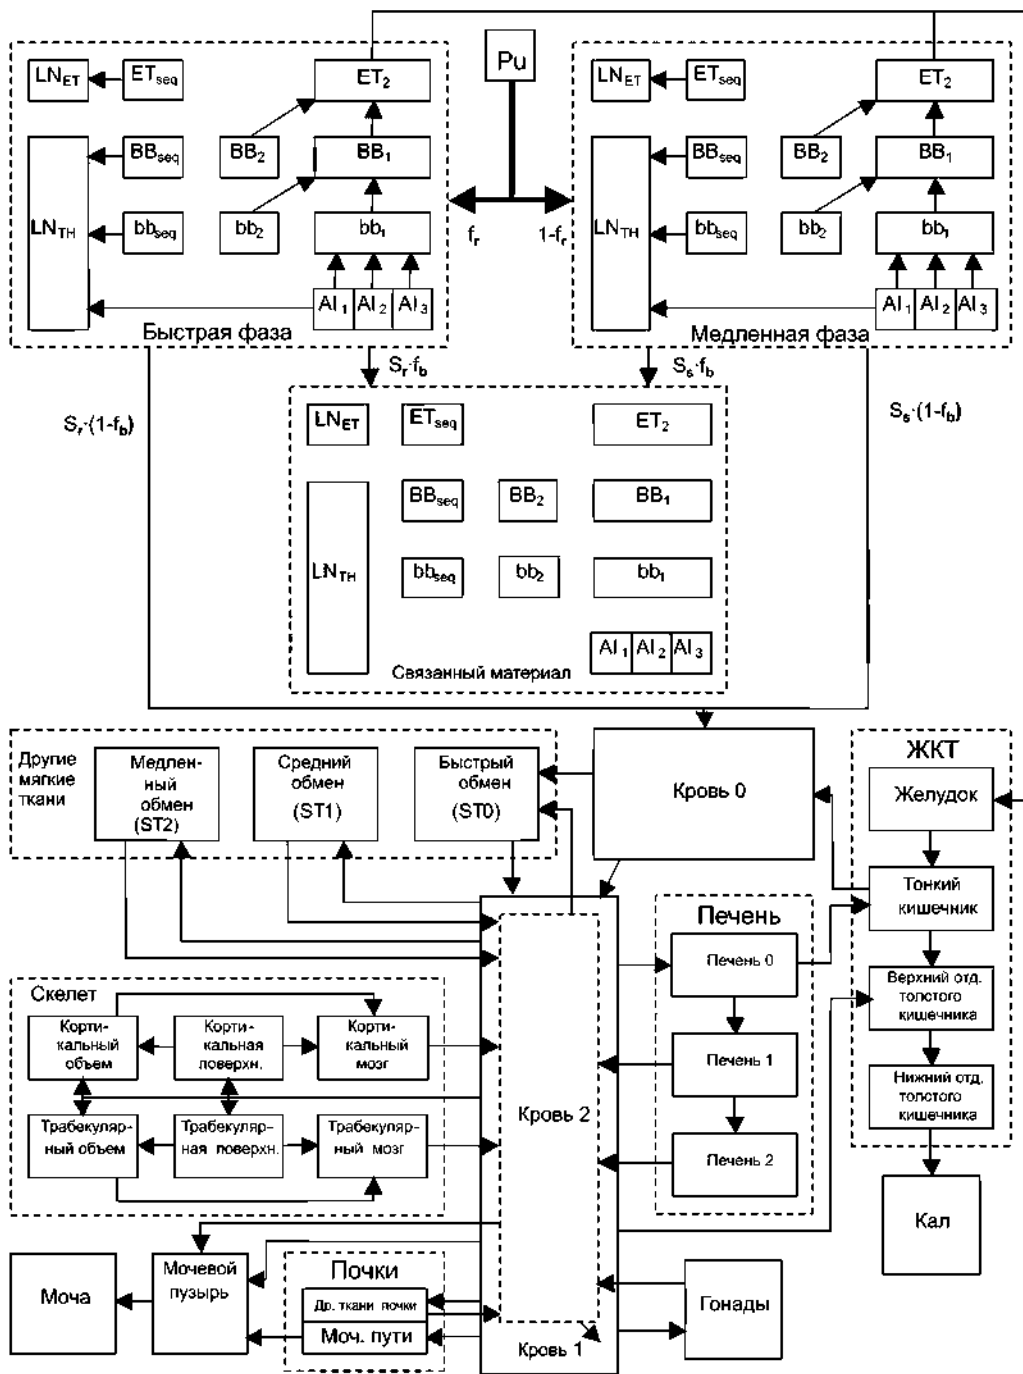 Pu
LN_ET
ET_seq
ET_2
BB_seq
BB_2
BB_1
LN_TH
bb_seq
bb_2
bb_1
AI_1
AI_2
AI_3
Быстрая фаза
f_r
1-f_r
LN_ET
ET_seq
ET_2
BB_seq
BB_2
BB_1
LN_TH
bb_seq
bb_2
bb_1
AI_1
AI_2
AI_3
Медленная фаза
S_r·f_b
S_s·f_b
S_r·(1-f_b)
S_s·(1-f_b)
LN_ET
ET_seq
ET_2
BB_seq
BB_2
BB_1
LN_TH
bb_seq
bb_2
bb_1
AI_1
AI_2
AI_3
Связанный материал
Другие
мягкие
ткани
Медлен-
ный
обмен
(ST2)
Средний
обмен
(ST1)
Быстрый
обмен
(ST0)
Кровь 0
ЖКТ
Желудок
Тонкий
кишечник
Верхний отд.
толстого
кишечника
Нижний отд.
толстого
кишечника
Кал
Печень
Печень 0
Печень 1
Печень 2
Скелет
Корти-
кальный
объем
Корти-
кальная
поверхн.
Корти-
кальный
мозг
Трабекуляр-
ный объем
Трабекуляр-
ная поверхн.
Трабекуляр-
ный мозг
Кровь 2
Кровь 1
Моча
Мочевой
пузырь
Почки
Др. ткани почки
Моч. пути
Гонады